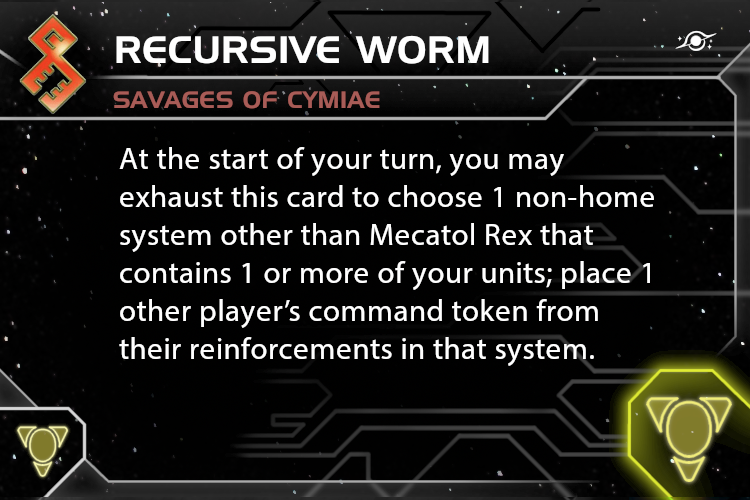 RECURSIVE WORM
SAVAGES OF CYMIAE
At the start of your turn, you may
exhaust this card to choose 1 non-home
system other than Mecatol Rex that
contains 1 or more of your units; place 1
other player’s command token from
their reinforcements in that system.